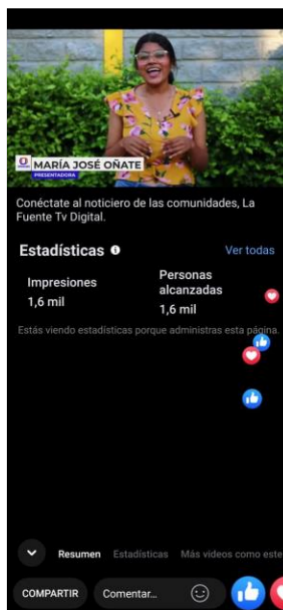 MARÍA JOSÉ OÑATE
PRESENTADORA
Conéctate al noticiero de las comunidades, La
Fuente Tv Digital.
Estadísticas
Ver todas
Impresiones
1,6 mil
Personas
alcanzadas
1,6 mil
Estás viendo estadísticas porque administras esta página.
Resumen
Estadísticas
Más videos como este
COMPARTIR
Comentar...